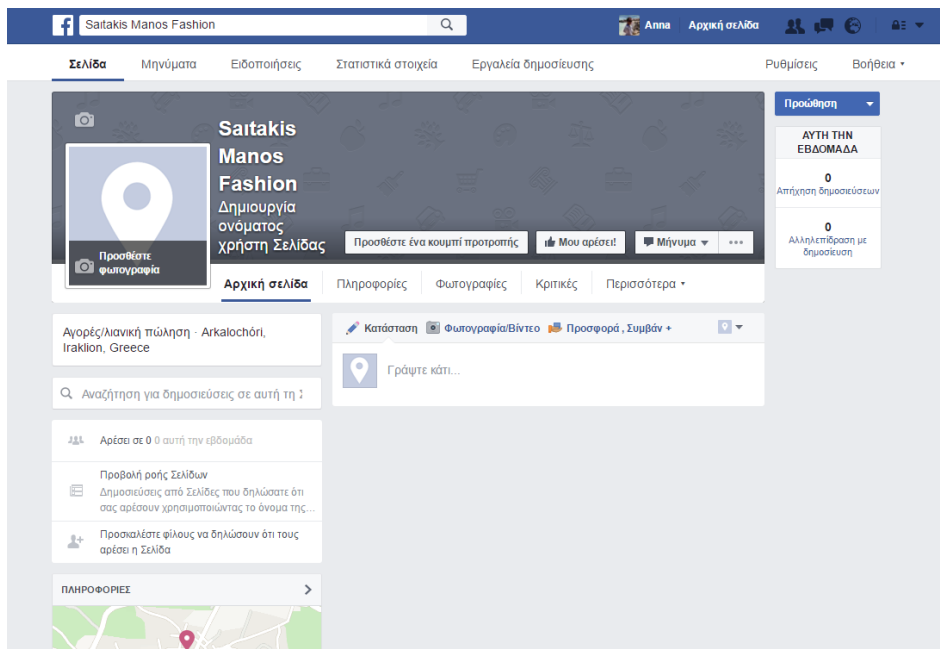 Saitakis Manos Fashion
Anna
Αρχική σελίδα
Σελίδα
Μηνύματα
Ειδοποιήσεις
Στατιστικά στοιχεία
Εργαλεία δημοσίευσης
Ρυθμίσεις
Βοήθεια
Saitakis
Manos
Fashion
Δημιουργία
ονόματος
χρήστη Σελίδας
Προσθέστε
φωτογραφία
Προσθέστε ένα κουμπί προτροπής
Μου αρέσει!
Μήνυμα
Προώθηση
ΑΥΤΗ ΤΗΝ
ΕΒΔΟΜΑΔΑ
0
Απήχηση δημοσιεύσεων
0
Αλληλεπίδραση με
δημοσίευση
Αρχική σελίδα
Πληροφορίες
Φωτογραφίες
Κριτικές
Περισσότερα
Αγορές/λιανική πώληση · Arkalochóri,
Iraklion, Greece
Αναζήτηση για δημοσιεύσεις σε αυτή τη Σ
Αρέσει σε 0 0 αυτή την εβδομάδα
Προβολή ροής Σελίδων
Δημοσιεύσεις από Σελίδες που δηλώσατε ότι
σας αρέσουν χρησιμοποιώντας το όνομα της...
Προσκαλέστε φίλους να δηλώσουν ότι τους
αρέσει η Σελίδα
ΠΛΗΡΟΦΟΡΙΕΣ
Κατάσταση
Φωτογραφία/Βίντεο
Προσφορά , Συμβάν +
Γράψτε κάτι...